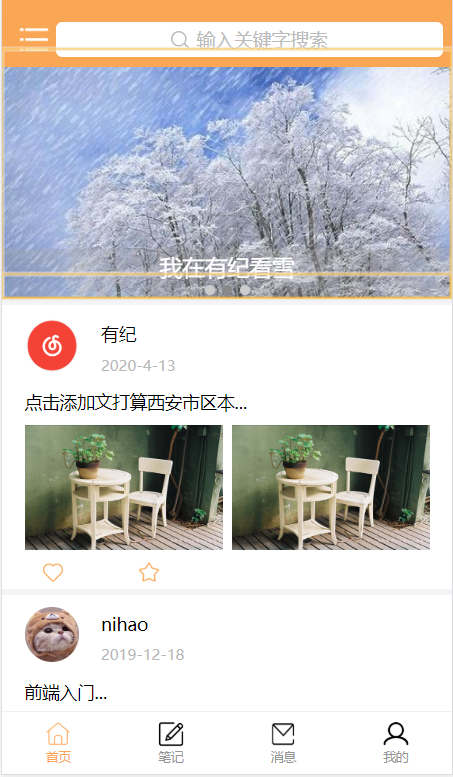 输入关键字搜索
我在有纪看雪
有纪
2020-4-13
点击添加文打算西安市区本...
nihao
2019-12-18
前端入门...
首页 笔记 消息 我的